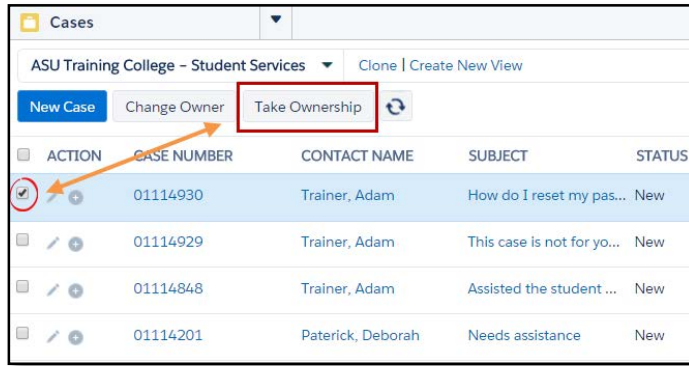 Cases
ASU Training College – Student Services Clone | Create New View
New Case Change Owner Take Ownership
ACTION CASE NUMBER CONTACT NAME SUBJECT STATUS
01114930 Trainer, Adam How do I reset my pas... New
01114929 Trainer, Adam This case is not for yo... New
01114848 Trainer, Adam Assisted the student ... New
01114201 Paterick, Deborah Needs assistance New